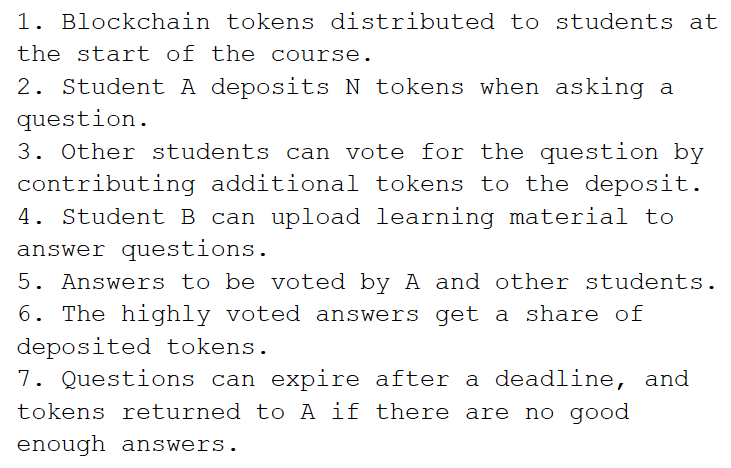 1. Blockchain tokens distributed to students at
the start of the course.
2. Student A deposits N tokens when asking a
question.
3. Other students can vote for the question by
contributing additional tokens to the deposit.
4. Student B can upload learning material to
answer questions.
5. Answers to be voted by A and other students.
6. The highly voted answers get a share of
deposited tokens.
7. Questions can expire after a deadline, and
tokens returned to A if there are no good
enough answers.